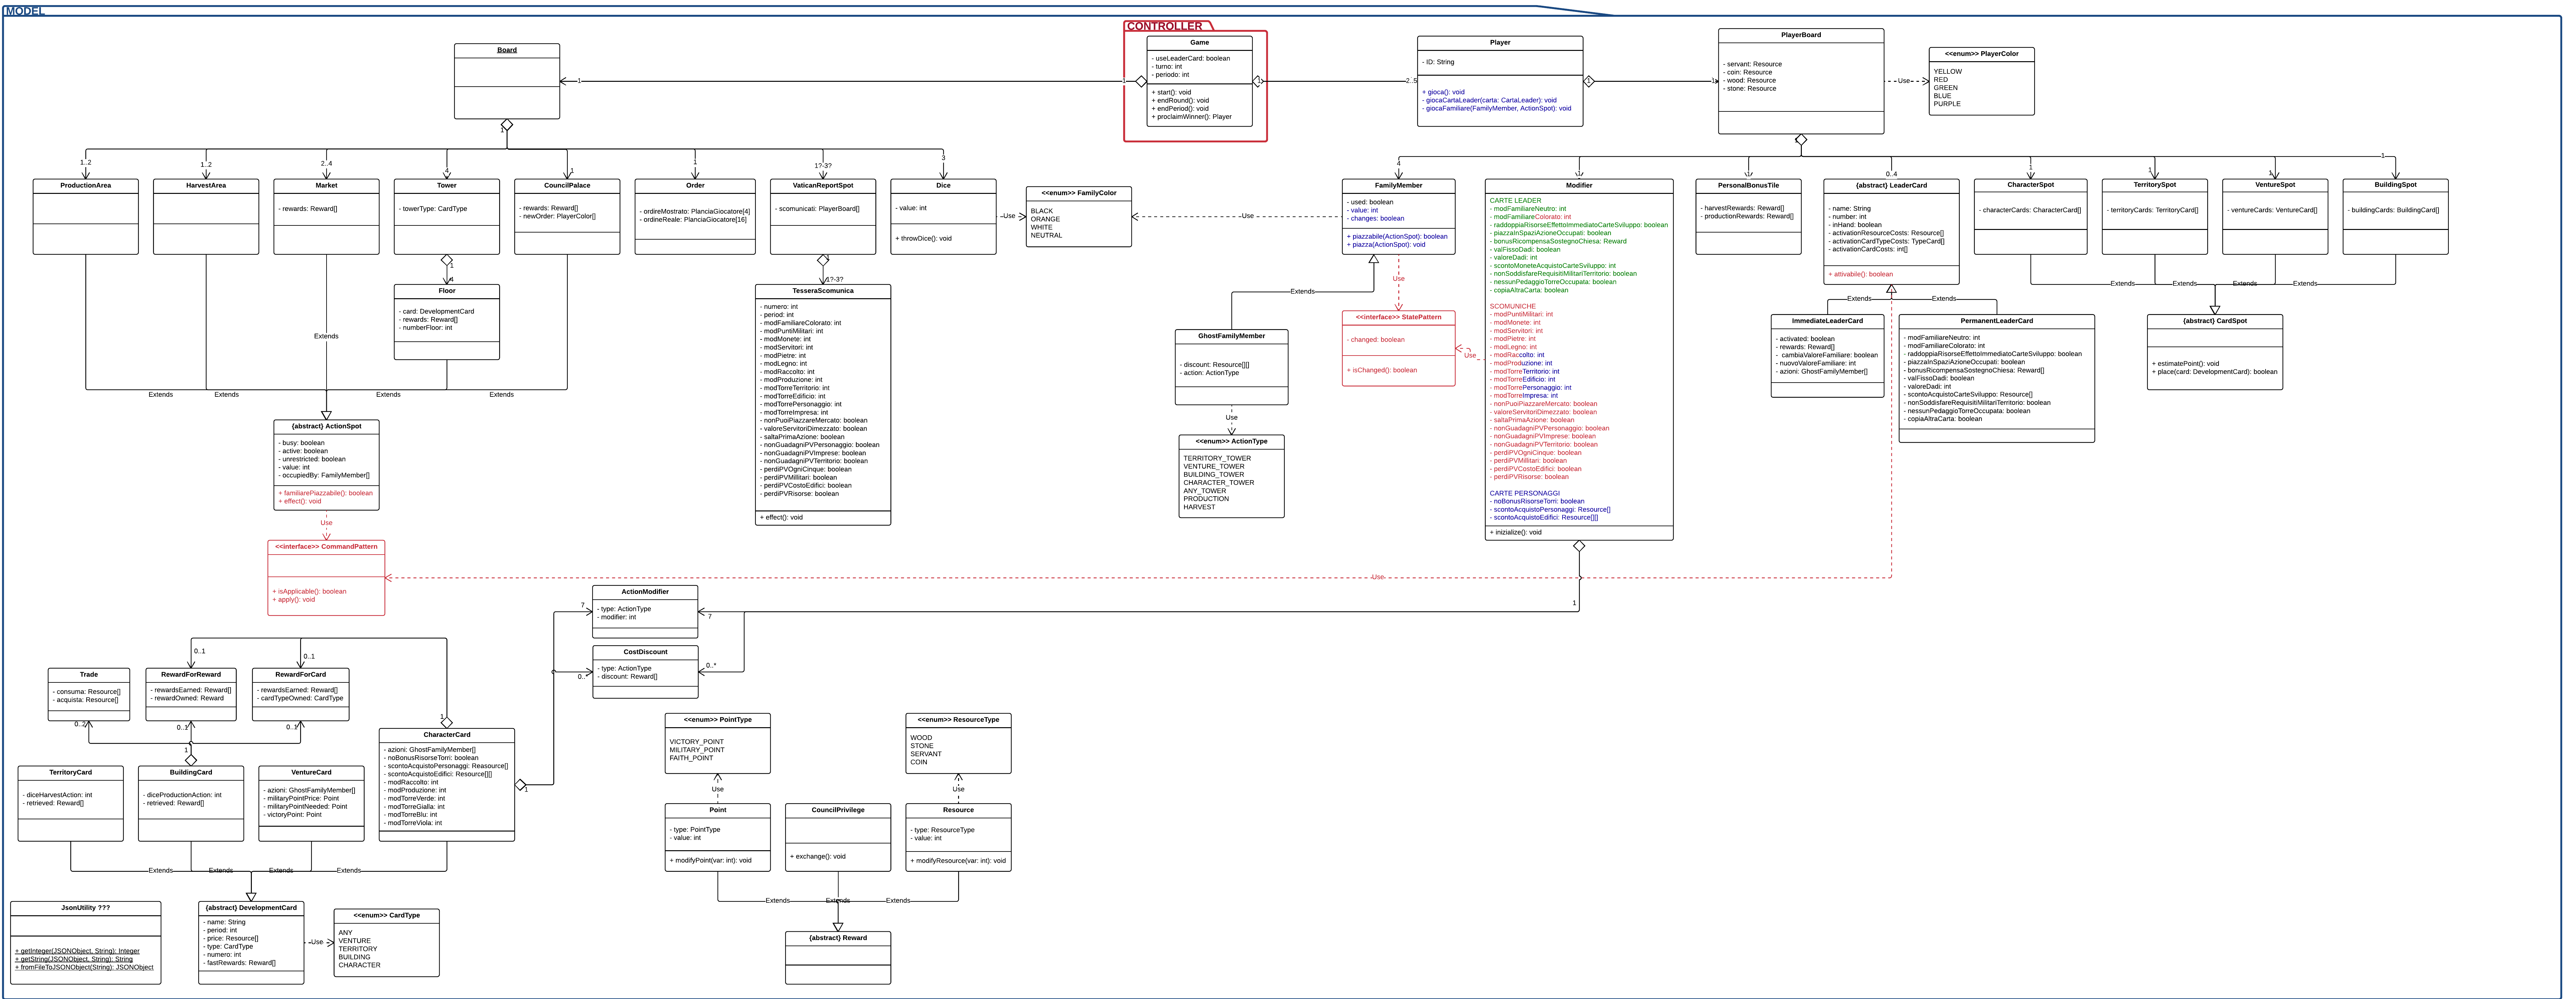 MODEL
CONTROLLER
Board
Game
- useLeaderCard: boolean
- turno: int
- periodo: int
+ start(): void
+ endRound(): void
+ endPeriod(): void
+ proclaimWinner(): Player
Player
- ID: String
+ gioca(): void
- giocaCartaLeader(carta: CartaLeader): void
- giocaFamiliare(FamilyMember, ActionSpot): void
PlayerBoard
- servant: Resource
- coin: Resource
- wood: Resource
- stone: Resource
<<enum>> PlayerColor
YELLOW
RED
GREEN
BLUE
PURPLE
1
1
1
2..5
1
1
Use
1
1..2
1..2
2..4
4
1
1
1?-3?
3
1
4
1
1
1
0..4
1
1
1
1
ProductionArea
HarvestArea
Market
- rewards: Reward[]
Tower
- towerType: CardType
CouncilPalace
- rewards: Reward[]
- newOrder: PlayerColor[]
Order
- ordireMostrato: PlanciaGiocatore[4]
- ordineReale: PlanciaGiocatore[16]
VaticanReportSpot
- scomunicati: PlayerBoard[]
Dice
- value: int
+ throwDice(): void
Use
<<enum>> FamilyColor
BLACK
ORANGE
WHITE
NEUTRAL
Use
FamilyMember
- used: boolean
- value: int
- changes: boolean
+ piazzabile(ActionSpot): boolean
+ piazza(ActionSpot): void
Modifier
CARTE LEADER
- modFamiliareNeutro: int
- modFamiliareColorato: int
- raddoppiaRisorseEffettoImmediatoCarteSviluppo: boolean
- piazzaInSpaziAzioneOccupati: boolean
- bonusRicompensaSostegnoChiesa: Reward
- valFissoDadi: boolean
- valoreDadi: int
- scontoMoneteAcquistoCarteSviluppo: int
- nonSoddisfareRequisitiMilitariTerritorio: boolean
- nessunPedaggioTorreOccupata: boolean
- copiaAltraCarta: boolean
SCOMUNICHE
- modPuntiMilitari: int
- modMonete: int
- modServitori: int
- modPietre: int
- modLegno: int
- modRaccolto: int
- modProduzione: int
- modTorreTerritorio: int
- modTorreEdificio: int
- modTorrePersonaggio: int
- modTorreImpresa: int
- nonPuoiPiazzareMercato: boolean
- valoreServitoriDimezzato: boolean
- saltaPrimaAzione: boolean
- nonGuadagniPVPersonaggio: boolean
- nonGuadagniPVImprese: boolean
- nonGuadagniPVTerritorio: boolean
- perdiPVOgniCinque: boolean
- perdiPVMillitari: boolean
- perdiPVCostoEdifici: boolean
- perdiPVRisorse: boolean
CARTE PERSONAGGI
- noBonusRisorseTorri: boolean
- scontoAcquistoPersonaggi: Resource[]
- scontoAcquistoEdifici: Resource[][]
+ inizialize(): void
PersonalBonusTile
- harvestRewards: Reward[]
- productionRewards: Reward[]
{abstract} LeaderCard
- name: String
- number: int
- inHand: boolean
- activationResourceCosts: Resource[]
- activationCardTypeCosts: TypeCard[]
- activationCardCosts: int[]
+ attivabile(): boolean
CharacterSpot
- characterCards: CharacterCard[]
TerritorySpot
- territoryCards: TerritoryCard[]
VentureSpot
- ventureCards: VentureCard[]
BuildingSpot
- buildingCards: BuildingCard[]
1
4
Floor
- card: DevelopmentCard
- rewards: Reward[]
- numberFloor: int
1
1?-3?
TesseraScomunica
- numero: int
- period: int
- modFamiliareColorato: int
- modPuntiMilitari: int
- modMonete: int
- modServitori: int
- modPietre: int
- modLegno: int
- modRaccolto: int
- modProduzione: int
- modTorreTerritorio: int
- modTorreEdificio: int
- modTorrePersonaggio: int
- modTorreImpresa: int
- nonPuoiPiazzareMercato: boolean
- valoreServitoriDimezzato: boolean
- saltaPrimaAzione: boolean
- nonGuadagniPVPersonaggio: boolean
- nonGuadagniPVImprese: boolean
- nonGuadagniPVTerritorio: boolean
- perdiPVOgniCinque: boolean
- perdiPVMillitari: boolean
- perdiPVCostoEdifici: boolean
- perdiPVRisorse: boolean
+ effect(): void
Extends
Use
<<interface>> StatePattern
- changed: boolean
+ isChanged(): boolean
Use
GhostFamilyMember
- discount: Resource[][]
- action: ActionType
Use
<<enum>> ActionType
TERRITORY_TOWER
VENTURE_TOWER
BUILDING_TOWER
CHARACTER_TOWER
ANY_TOWER
PRODUCTION
HARVEST
Extends
Extends
ImmediateLeaderCard
- activated: boolean
- rewards: Reward[]
- cambiaValoreFamiliare: boolean
- nuovoValoreFamiliare: int
- azioni: GhostFamilyMember[]
PermanentLeaderCard
- modFamiliareNeutro: int
- modFamiliareColorato: int
- raddoppiaRisorseEffettoImmediatoCarteSviluppo: boolean
- piazzaInSpaziAzioneOccupati: boolean
- bonusRicompensaSostegnoChiesa: Reward[]
- valFissoDadi: boolean
- valoreDadi: int
- scontoAcquistoCarteSviluppo: Resource[]
- nonSoddisfareRequisitiMilitariTerritorio: boolean
- nessunPedaggioTorreOccupata: boolean
- copiaAltraCarta: boolean
Extends
Extends
Extends
Extends
{abstract} CardSpot
+ estimatePoint(): void
+ place(card: DevelopmentCard): boolean
Extends
Extends
Extends
Extends
Extends
{abstract} ActionSpot
- busy: boolean
- active: boolean
- unrestricted: boolean
- value: int
- occupiedBy: FamilyMember[]
+ familiarePiazzabile(): boolean
+ effect(): void
Use
<<interface>> CommandPattern
+ isApplicable(): boolean
+ apply(): void
Use
1
ActionModifier
- type: ActionType
- modifier: int
7
7
CostDiscount
- type: ActionType
- discount: Reward[]
0..*
0..*
0..1
0..1
Trade
- consuma: Resource[]
- acquista: Resource[]
RewardForReward
- rewardsEarned: Reward[]
- rewardOwned: Reward
RewardForCard
- rewardsEarned: Reward[]
- cardTypeOwned: CardType
0..2
0..1
0..1
1
1
1
TerritoryCard
- diceHarvestAction: int
- retrieved: Reward[]
BuildingCard
- diceProductionAction: int
- retrieved: Reward[]
VentureCard
- azioni: GhostFamilyMember[]
- militaryPointPrice: Point
- militaryPointNeeded: Point
- victoryPoint: Point
CharacterCard
- azioni: GhostFamilyMember[]
- noBonusRisorseTorri: boolean
- scontoAcquistoPersonaggi: Reasource[]
- scontoAcquistoEdifici: Resource[][]
- modRaccolto: int
- modProduzione: int
- modTorreVerde: int
- modTorreGialla: int
- modTorreBlu: int
- modTorreViola: int
Extends
Extends
Extends
Extends
<<enum>> PointType
VICTORY_POINT
MILITARY_POINT
FAITH_POINT
<<enum>> ResourceType
WOOD
STONE
SERVANT
COIN
Use
Use
Point
- type: PointType
- value: int
+ modifyPoint(var: int): void
CouncilPrivilege
+ exchange(): void
Resource
- type: ResourceType
- value: int
+ modifyResource(var: int): void
Extends
Extends
Extends
{abstract} Reward
JsonUtility ???
+ getInteger(JSONObject, String): Integer
+ getString(JSONObject, String): String
+ fromFileToJSONObject(String): JSONObject
{abstract} DevelopmentCard
- name: String
- period: int
- price: Resource[]
- type: CardType
- numero: int
- fastRewards: Reward[]
Use
<<enum>> CardType
ANY
VENTURE
TERRITORY
BUILDING
CHARACTER